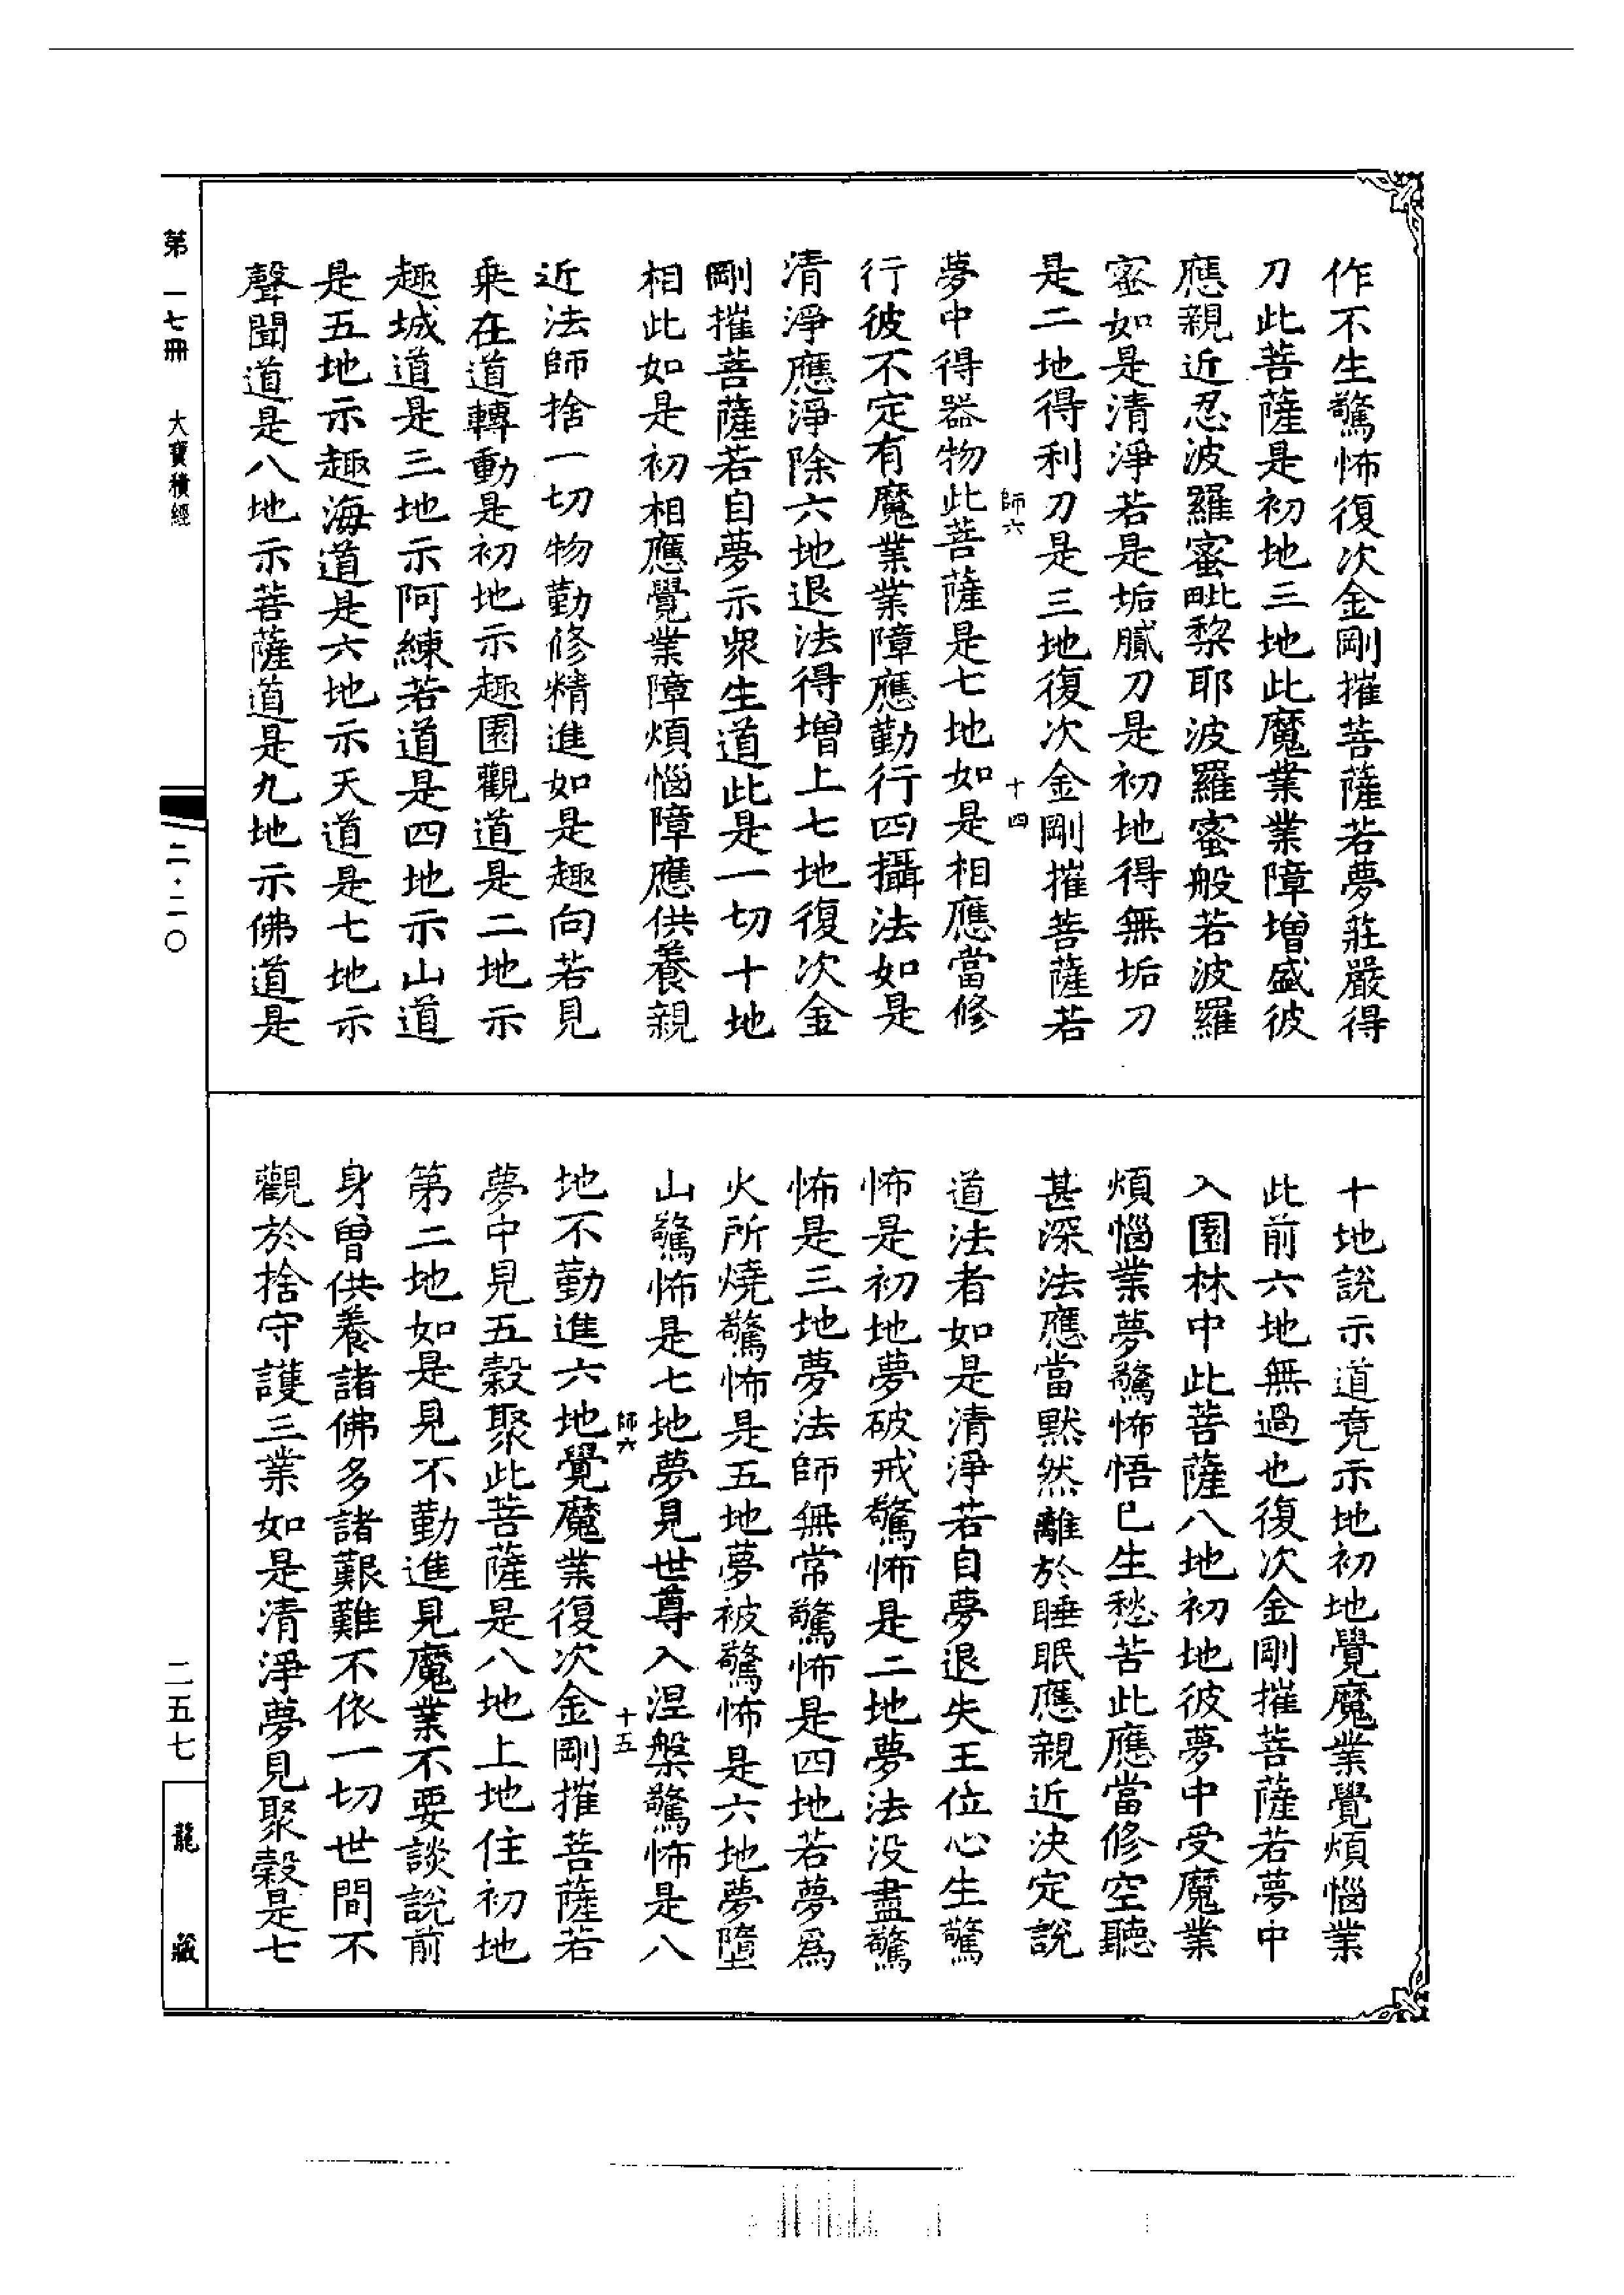 作不生驚怖復次金剛摧菩薩若夢莊嚴得
刀此菩薩是初地三地此魔業業障增盛彼
應親近忍波羅蜜毗棃耶波羅蜜般若波羅
蜜如是清淨若是垢膩刀是初地得無垢刀
是二地得利刀是三地復次金剛摧菩薩若
師六 十四
夢中得器物此菩薩是七地如是相應當修
行彼不定有魔業業障應勤行四攝法如是
清淨應淨除六地退法得增上七地復次金
剛摧菩薩若自夢示衆生道此是一切十地
相此如是初相應覺業障煩惱障應供養親
近法師捨一切物勤修精進如是趣向若見
乗在道轉動是初地示趣園觀道是二地示
趣城道是三地示阿練若道是四地示山道
是五地示趣海道是六地示天道是七地示
聲聞道是八地示菩薩道是九地示佛道是
十地說示道竟示地初地覺魔業覺煩惱業
此前六地無過也復次金剛摧菩薩若夢中
入園林中此菩薩八地初地彼夢中受魔業
煩惱業夢驚怖悟已生愁苦此應當修空聽
甚深法應當默然離於睡眠應親近決定說
道法者如是清淨若自夢退失王位心生驚
怖是初地夢破戒驚怖是二地夢法没盡驚
怖是三地夢法師無常驚怖是四地若夢爲
火所燒驚怖是五地夢被驚怖是六地夢墮
山驚怖是七地夢見世尊入涅槃驚怖是八
師六 十五
地不勤進六地覺魔業復次金剛摧菩薩若
夢中見五穀聚此菩薩是八地上地住初地
第二地如是見不勤進見魔業不要談說前
身曾供養諸佛多諸艱難不依一切世間不
觀於捨守護三業如是清淨夢見聚穀是七
第一七冊 大寶積經
二·二〇
二五七
龍藏